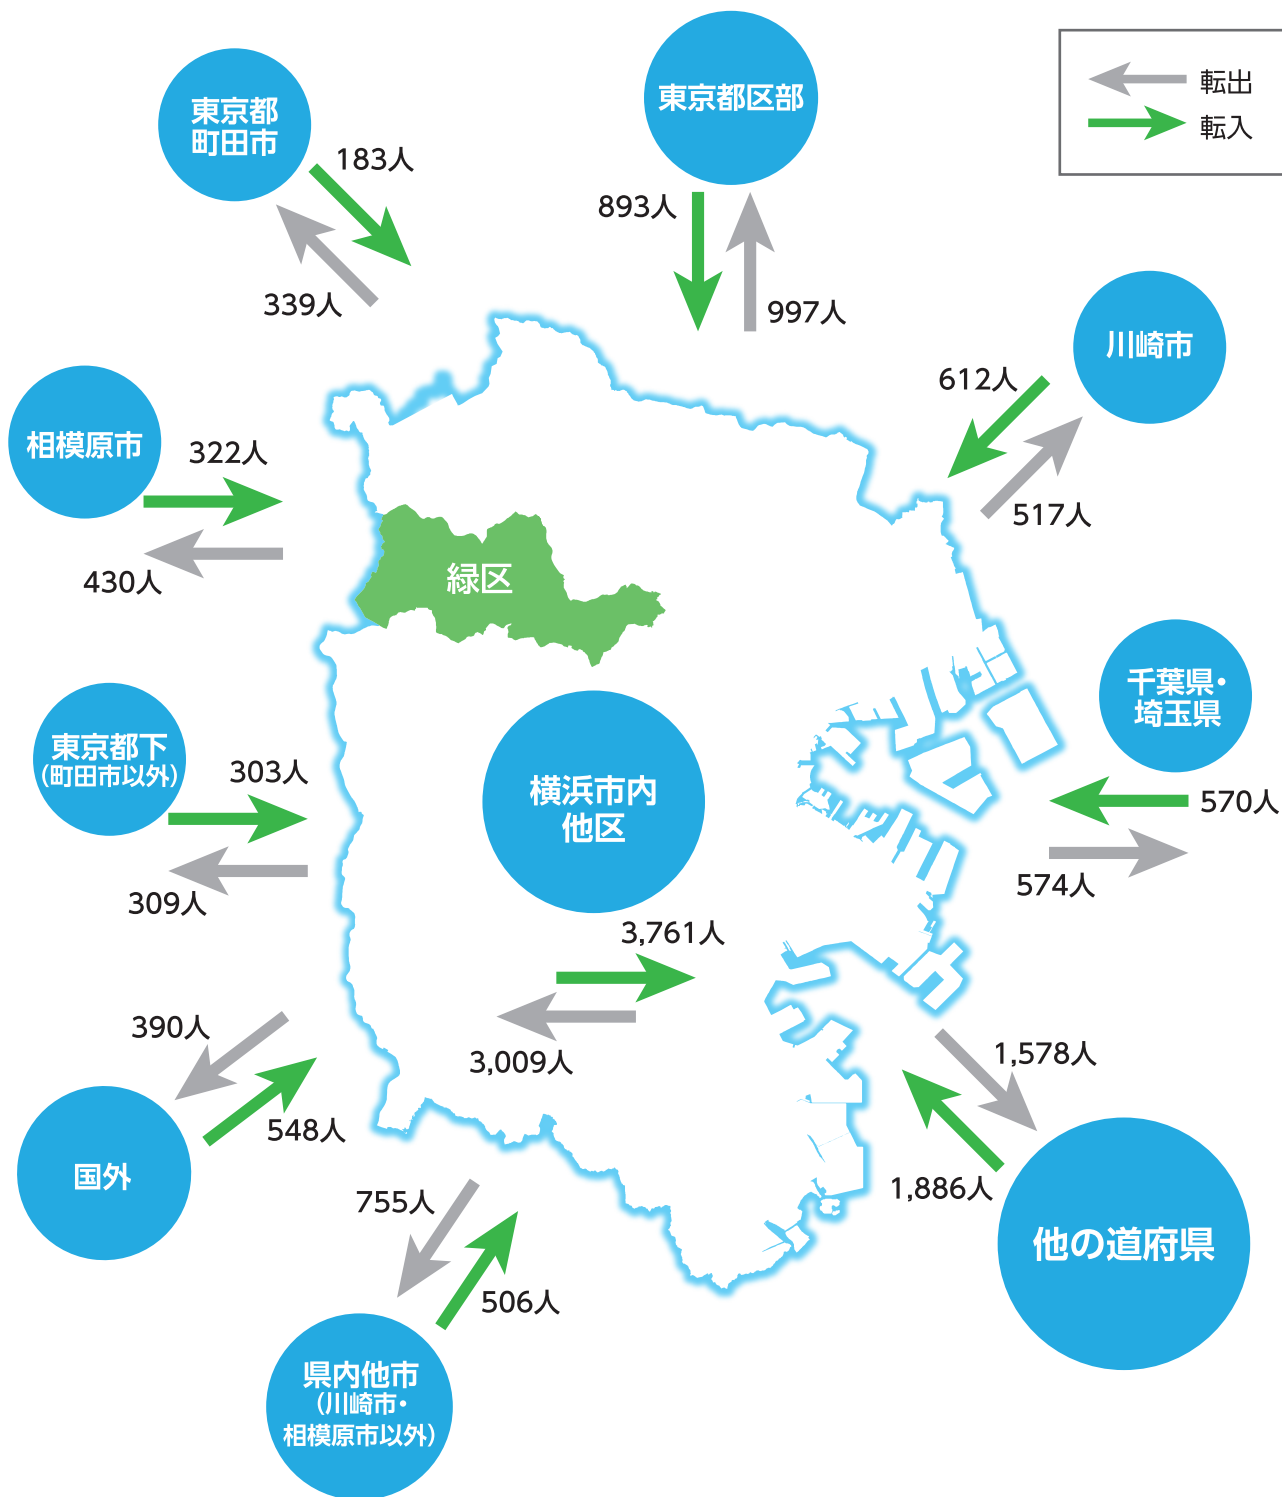 転出
転入
東京都
町田市
183人
339人
東京都区部
893人
997人
川崎市
612人
517人
相模原市
322人
430人
緑区
千葉県・
埼玉県
570人
574人
東京都下
(町田市以外)
303人
309人
横浜市内
他区
3,761人
3,009人
390人
548人
国外
1,578人
1,886人
他の道府県
755人
506人
県内他市
(川崎市・
相模原市以外)